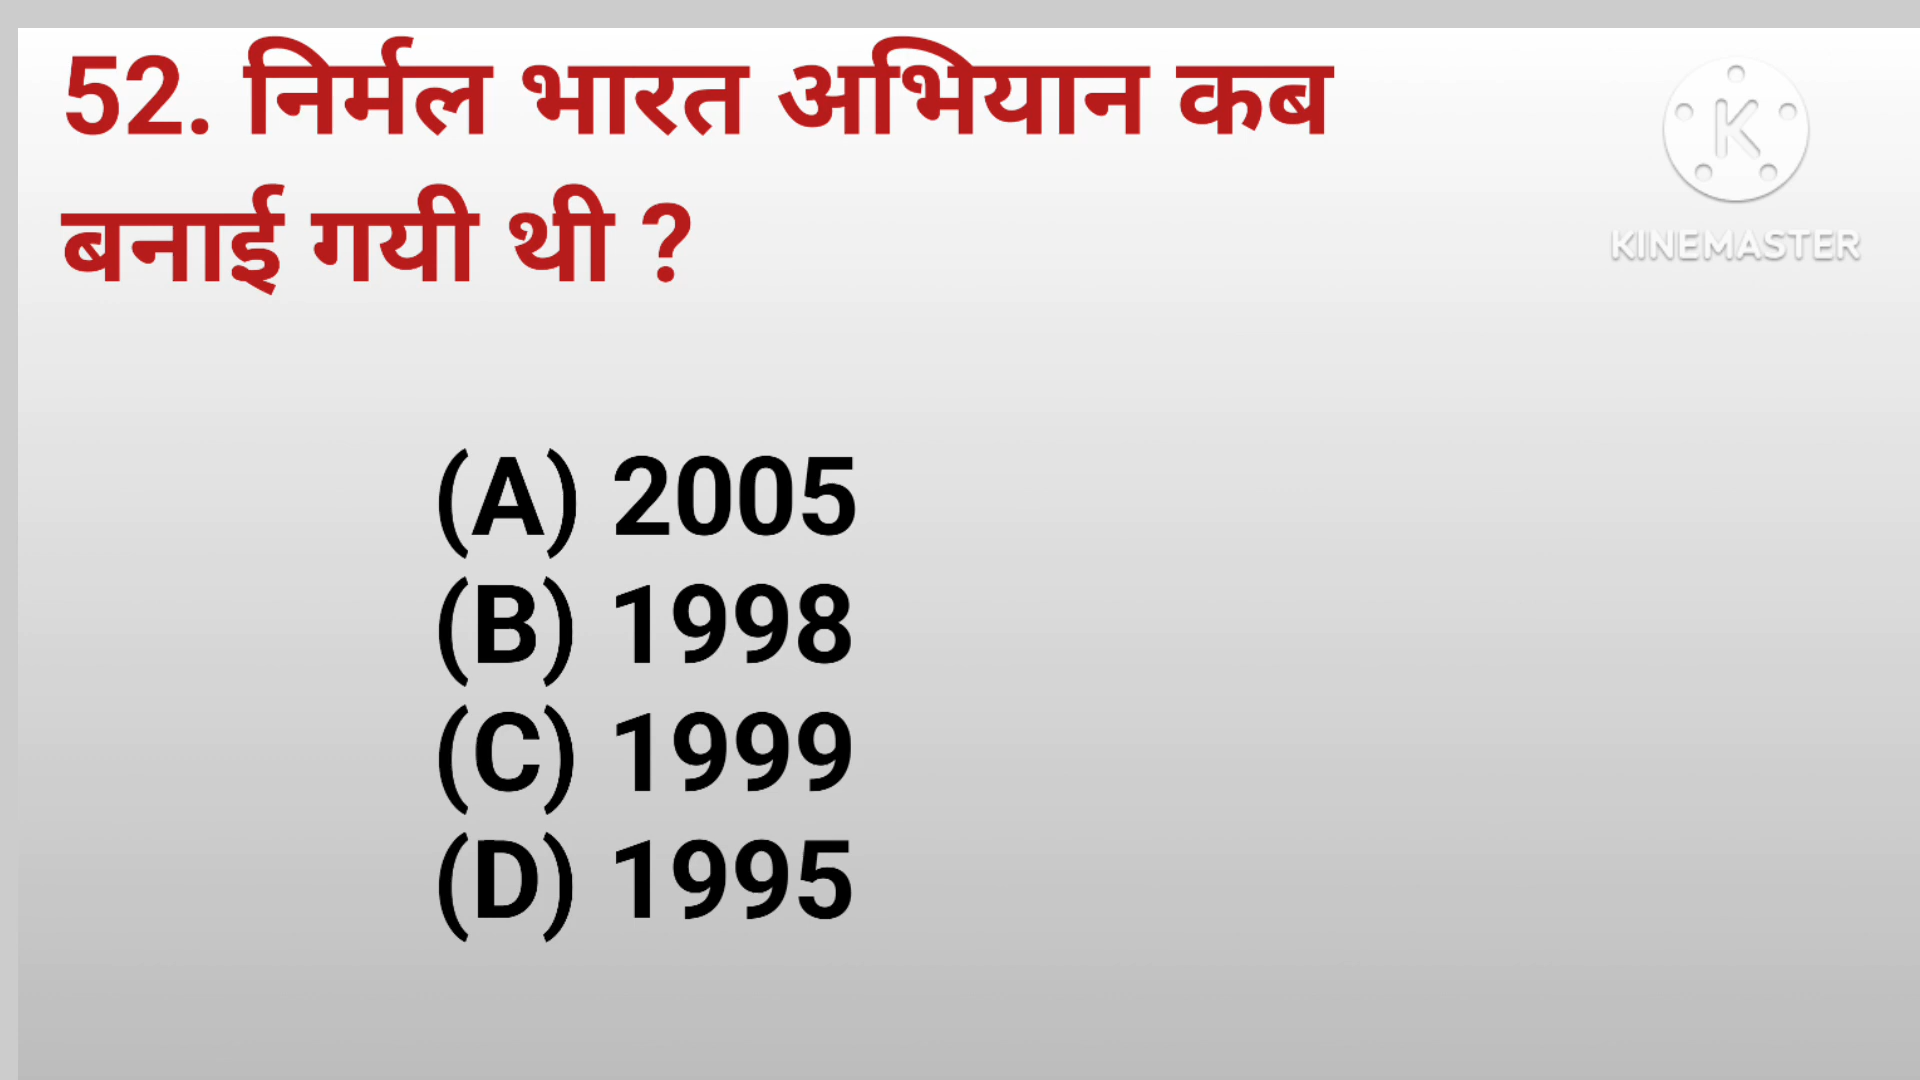 52. निर्मल भारत अभियान कब
बनाई गयी थी ?
(A) 2005
(B) 1998
(C) 1999
(D) 1995
K
KINEMASTER